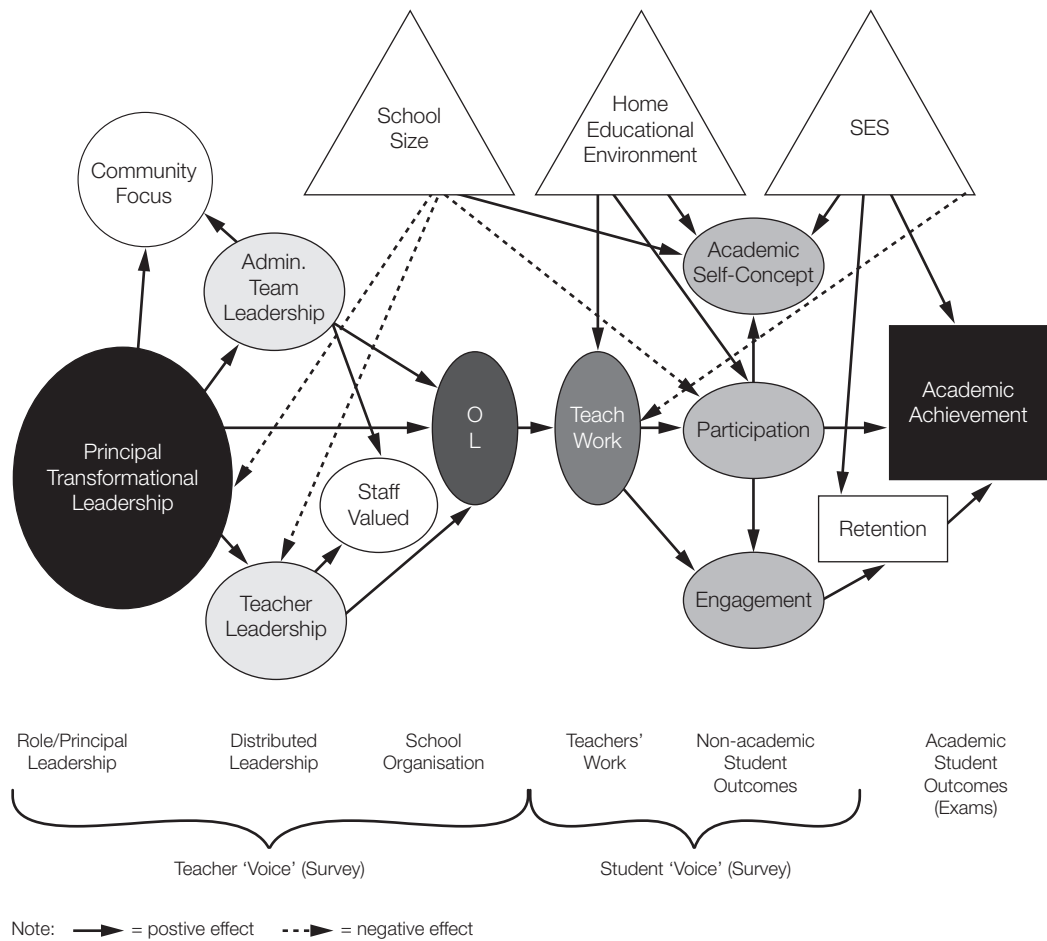 School
Size
Home
Educational
Environment
SES
Community
Focus
Admin.
Team
Leadership
Academic
Self-Concept
Principal
Transformational
Leadership
O
L
Teach
Work
Participation
Academic
Achievement
Staff
Valued
Retention
Teacher
Leadership
Engagement
Role/Principal
Leadership
Distributed
Leadership
School
Organisation
Teachers'
Work
Non-academic
Student
Outcomes
Academic
Student
Outcomes
(Exams)
Teacher ‘Voice’ (Survey)
Student ‘Voice’ (Survey)
Note: = postive effect = negative effect